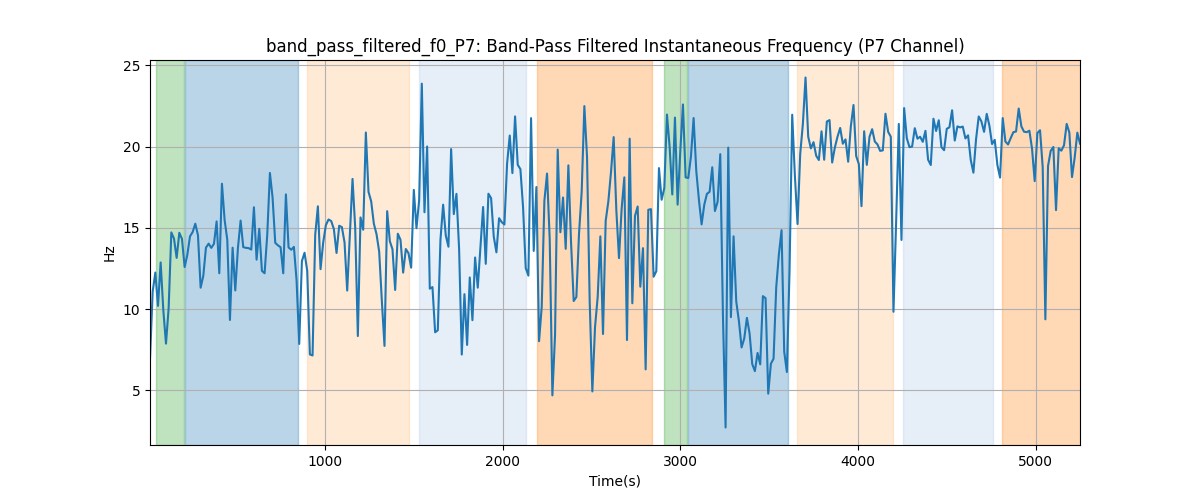 band_pass_filtered_f0_P7: Band-Pass Filtered Instantaneous Frequency (P7 Channel)
25
20
15
10
5
Hz
1000 2000 3000 4000 5000
Time(s)